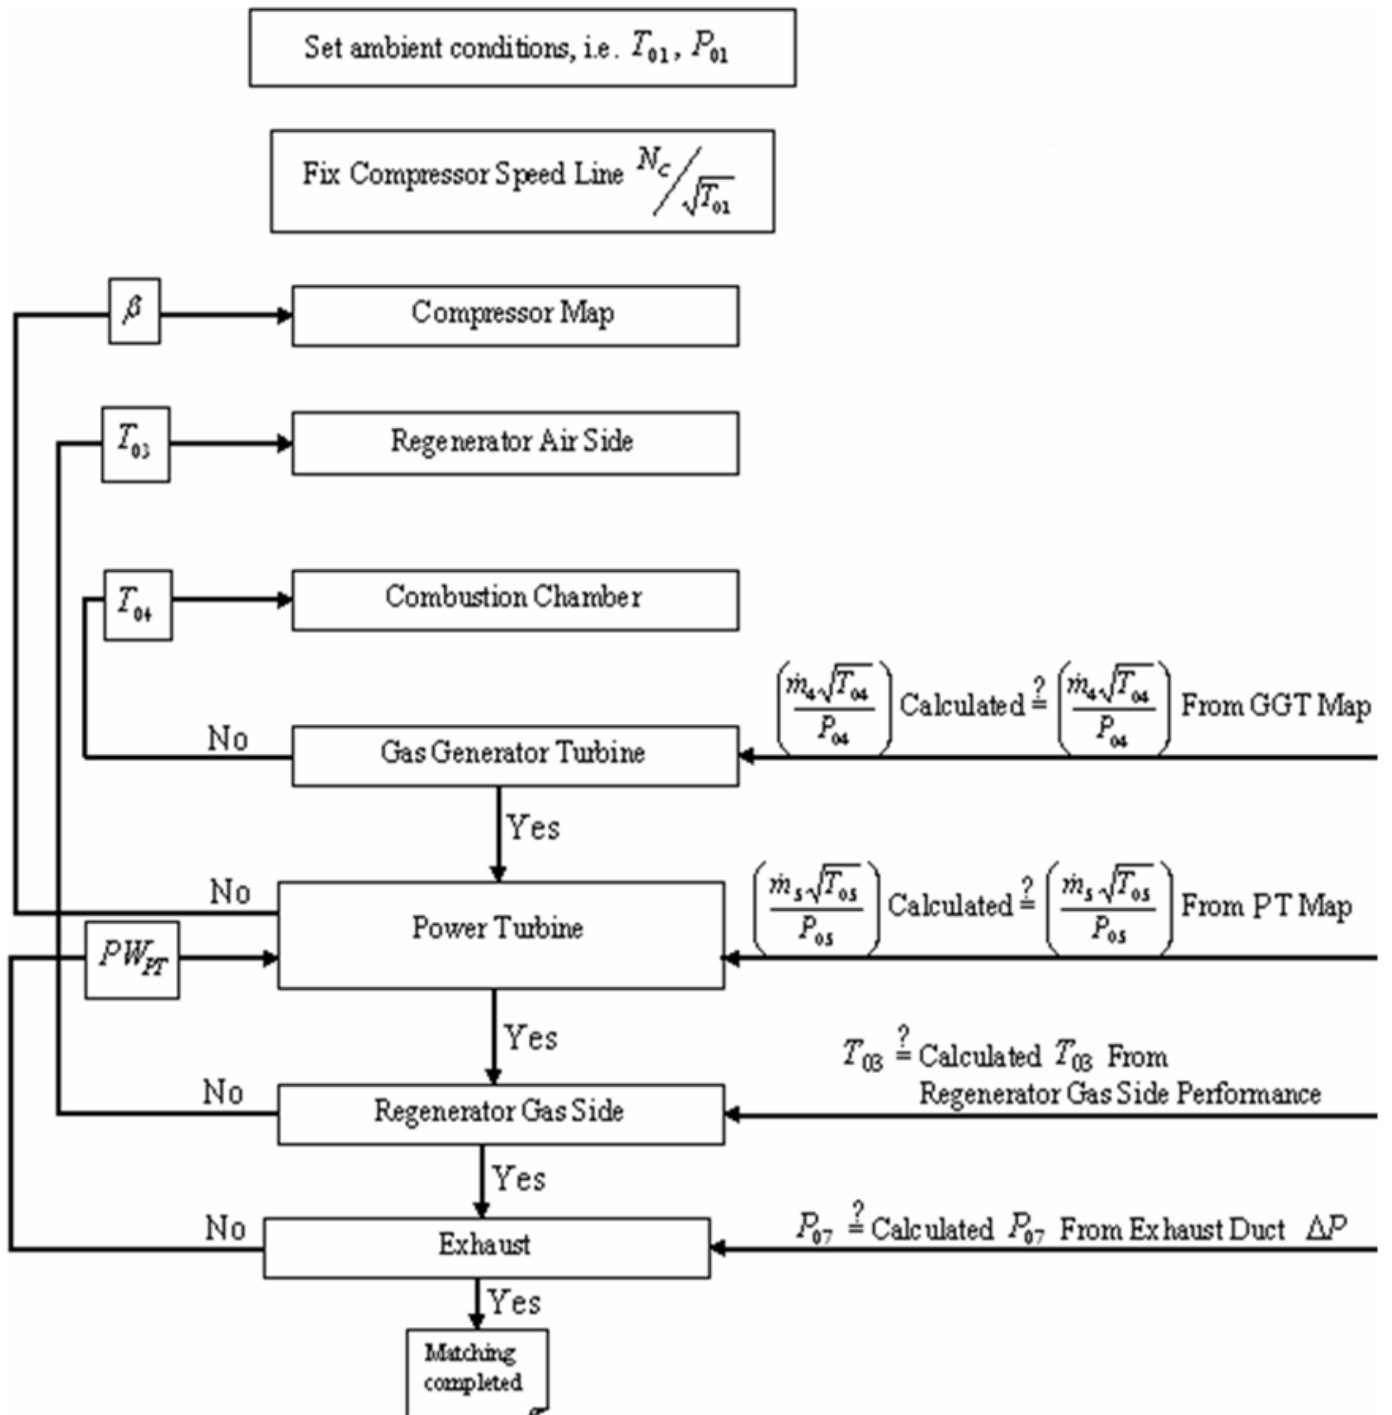 Set ambient conditions, i.e. T₀₁, P₀₁
Fix Compressor Speed Line N_C/√T₀₁
β
Compressor Map
T₀₃
Regenerator Air Side
T₀₄
Combustion Chamber
(ṁ₄√T₀₄/P₀₄) Calculated ≟ (ṁ₄√T₀₄/P₀₄) From GGT Map
No
Gas Generator Turbine
Yes
(ṁ₅√T₀₅/P₀₅) Calculated ≟ (ṁ₅√T₀₅/P₀₅) From PT Map
No
Power Turbine
PW_PT
Yes
T₀₃ ≟ Calculated T₀₃ From
Regenerator Gas Side Performance
No
Regenerator Gas Side
Yes
P₀₇ ≟ Calculated P₀₇ From Exhaust Duct ΔP
No
Exhaust
Yes
Matching
completed